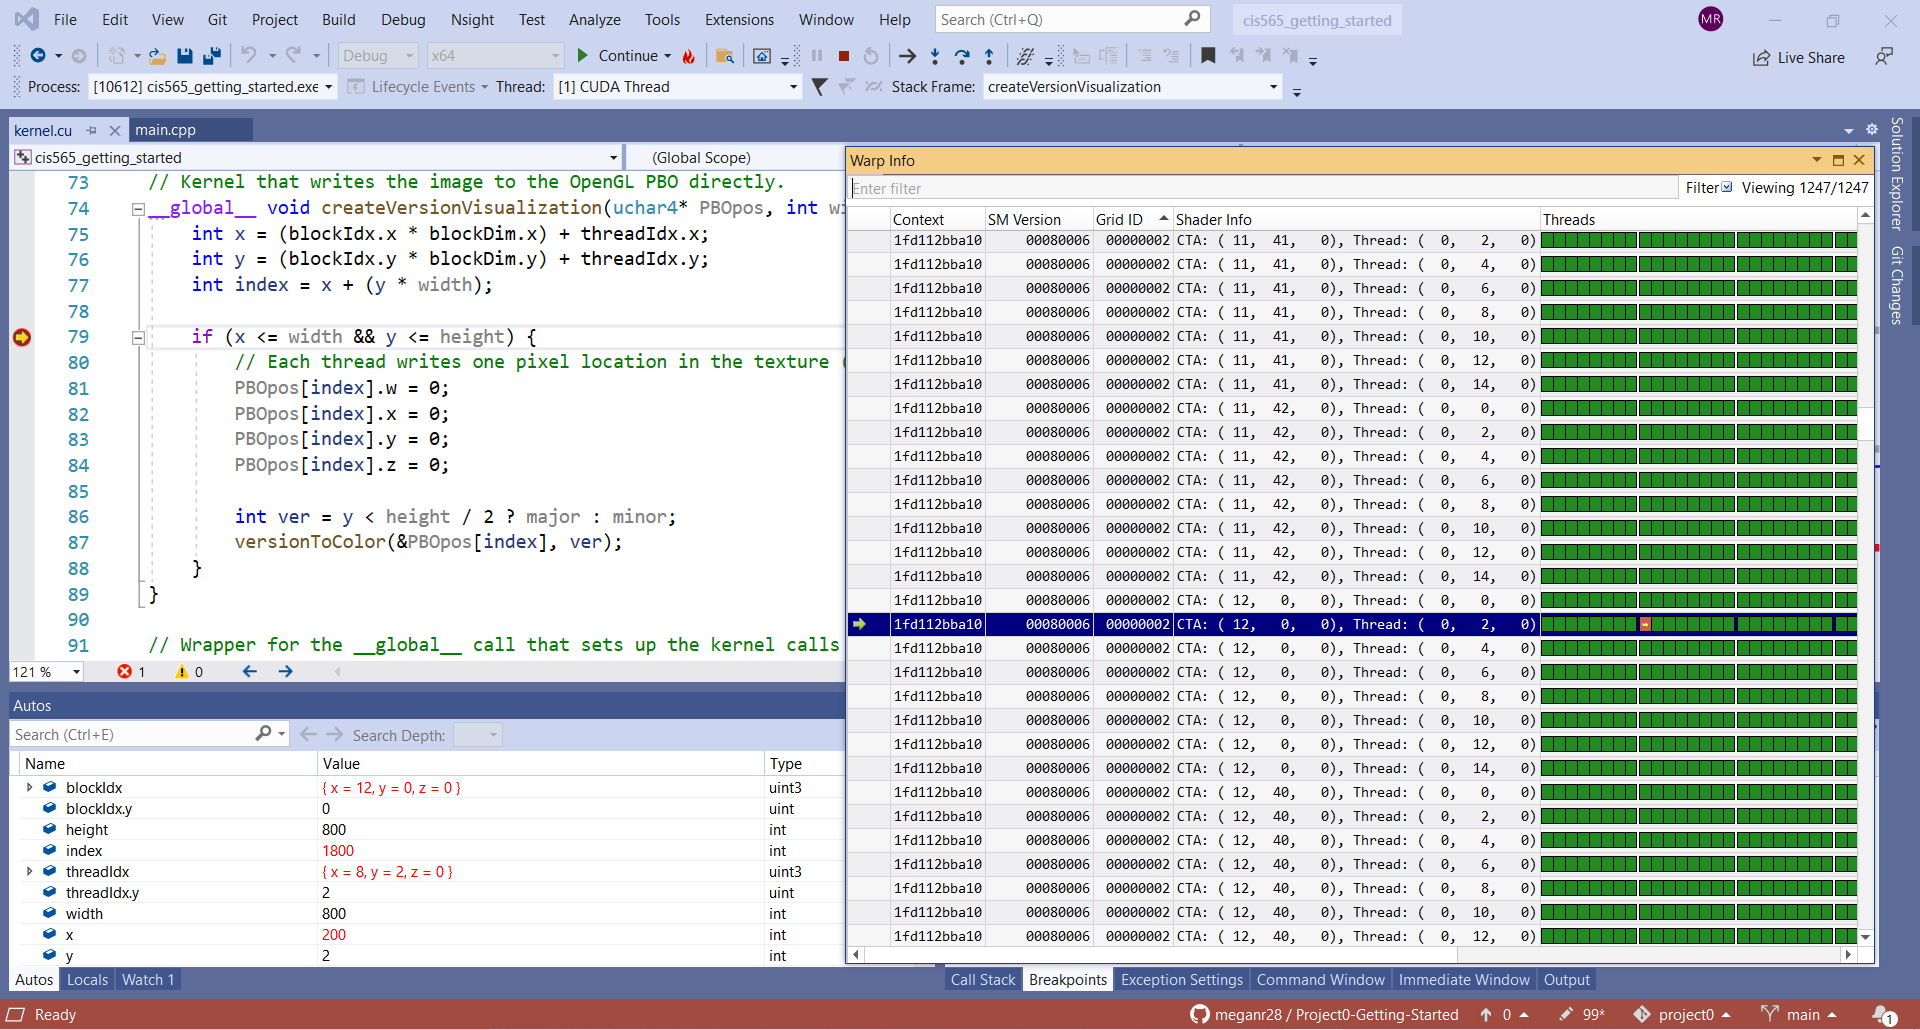 File Edit View Git Project Build Debug Nsight Test Analyze Tools Extensions Window Help Search (Ctrl+Q) cis565_getting_started MR
Debug x64 Continue Live Share
Process: [10612] cis565_getting_started.exe Lifecycle Events Thread: [1] CUDA Thread Stack Frame: createVersionVisualization
kernel.cu main.cpp
cis565_getting_started (Global Scope)
73 // Kernel that writes the image to the OpenGL PBO directly.
74 __global__ void createVersionVisualization(uchar4* PBOpos, int wi
75 int x = (blockIdx.x * blockDim.x) + threadIdx.x;
76 int y = (blockIdx.y * blockDim.y) + threadIdx.y;
77 int index = x + (y * width);
78
79 if (x <= width && y <= height) {
80 // Each thread writes one pixel location in the texture (
81 PBOpos[index].w = 0;
82 PBOpos[index].x = 0;
83 PBOpos[index].y = 0;
84 PBOpos[index].z = 0;
85
86 int ver = y < height / 2 ? major : minor;
87 versionToColor(&PBOpos[index], ver);
88 }
89 }
90
91 // Wrapper for the __global__ call that sets up the kernel calls
121 % 1 0
Autos
Search (Ctrl+E) Search Depth:
Name Value Type
blockIdx { x = 12, y = 0, z = 0 } uint3
blockIdx.y 0 uint
height 800 int
index 1800 int
threadIdx { x = 8, y = 2, z = 0 } uint3
threadIdx.y 2 uint
width 800 int
x 200 int
y 2 int
Autos Locals Watch 1
Warp Info
Enter filter Filter Viewing 1247/1247
Context SM Version Grid ID Shader Info Threads
1fd112bba10 00080006 00000002 CTA: ( 11, 41, 0), Thread: ( 0, 2, 0)
1fd112bba10 00080006 00000002 CTA: ( 11, 41, 0), Thread: ( 0, 4, 0)
1fd112bba10 00080006 00000002 CTA: ( 11, 41, 0), Thread: ( 0, 6, 0)
1fd112bba10 00080006 00000002 CTA: ( 11, 41, 0), Thread: ( 0, 8, 0)
1fd112bba10 00080006 00000002 CTA: ( 11, 41, 0), Thread: ( 0, 10, 0)
1fd112bba10 00080006 00000002 CTA: ( 11, 41, 0), Thread: ( 0, 12, 0)
1fd112bba10 00080006 00000002 CTA: ( 11, 41, 0), Thread: ( 0, 14, 0)
1fd112bba10 00080006 00000002 CTA: ( 11, 42, 0), Thread: ( 0, 0, 0)
1fd112bba10 00080006 00000002 CTA: ( 11, 42, 0), Thread: ( 0, 2, 0)
1fd112bba10 00080006 00000002 CTA: ( 11, 42, 0), Thread: ( 0, 4, 0)
1fd112bba10 00080006 00000002 CTA: ( 11, 42, 0), Thread: ( 0, 6, 0)
1fd112bba10 00080006 00000002 CTA: ( 11, 42, 0), Thread: ( 0, 8, 0)
1fd112bba10 00080006 00000002 CTA: ( 11, 42, 0), Thread: ( 0, 10, 0)
1fd112bba10 00080006 00000002 CTA: ( 11, 42, 0), Thread: ( 0, 12, 0)
1fd112bba10 00080006 00000002 CTA: ( 11, 42, 0), Thread: ( 0, 14, 0)
1fd112bba10 00080006 00000002 CTA: ( 12, 0, 0), Thread: ( 0, 0, 0)
1fd112bba10 00080006 00000002 CTA: ( 12, 0, 0), Thread: ( 0, 2, 0)
1fd112bba10 00080006 00000002 CTA: ( 12, 0, 0), Thread: ( 0, 4, 0)
1fd112bba10 00080006 00000002 CTA: ( 12, 0, 0), Thread: ( 0, 6, 0)
1fd112bba10 00080006 00000002 CTA: ( 12, 0, 0), Thread: ( 0, 8, 0)
1fd112bba10 00080006 00000002 CTA: ( 12, 0, 0), Thread: ( 0, 10, 0)
1fd112bba10 00080006 00000002 CTA: ( 12, 0, 0), Thread: ( 0, 12, 0)
1fd112bba10 00080006 00000002 CTA: ( 12, 0, 0), Thread: ( 0, 14, 0)
1fd112bba10 00080006 00000002 CTA: ( 12, 40, 0), Thread: ( 0, 0, 0)
1fd112bba10 00080006 00000002 CTA: ( 12, 40, 0), Thread: ( 0, 2, 0)
1fd112bba10 00080006 00000002 CTA: ( 12, 40, 0), Thread: ( 0, 4, 0)
1fd112bba10 00080006 00000002 CTA: ( 12, 40, 0), Thread: ( 0, 6, 0)
1fd112bba10 00080006 00000002 CTA: ( 12, 40, 0), Thread: ( 0, 8, 0)
1fd112bba10 00080006 00000002 CTA: ( 12, 40, 0), Thread: ( 0, 10, 0)
1fd112bba10 00080006 00000002 CTA: ( 12, 40, 0), Thread: ( 0, 12, 0)
Call Stack Breakpoints Exception Settings Command Window Immediate Window Output
Solution Explorer
Git Changes
Ready meganr28 / Project0-Getting-Started 0 99* project0 main 1